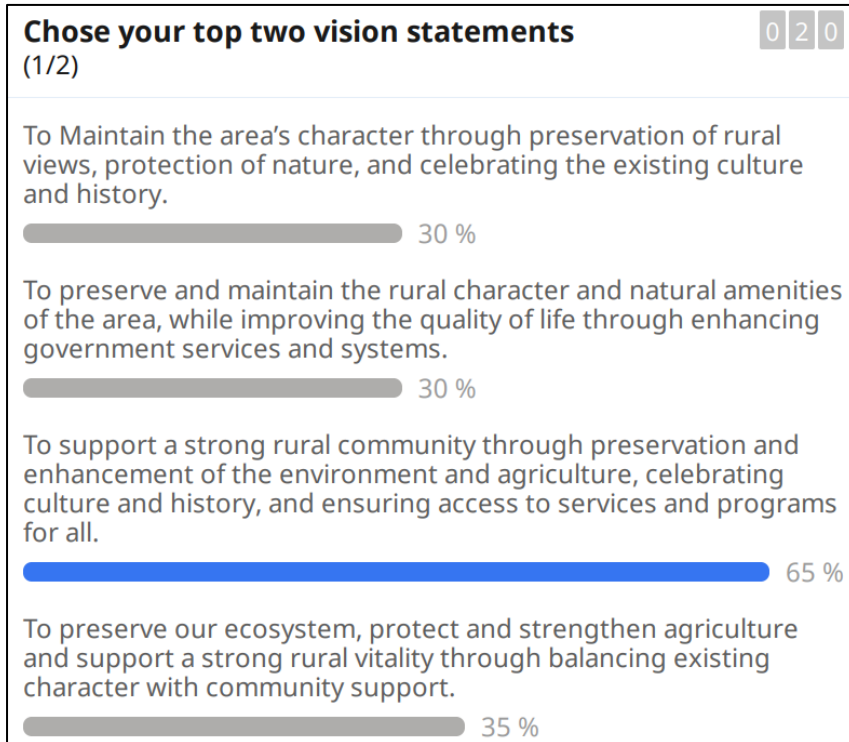 Chose your top two vision statements
0 2 0
(1/2)
To Maintain the area's character through preservation of rural
views, protection of nature, and celebrating the existing culture
and history.
30 %
To preserve and maintain the rural character and natural amenities
of the area, while improving the quality of life through enhancing
government services and systems.
30 %
To support a strong rural community through preservation and
enhancement of the environment and agriculture, celebrating
culture and history, and ensuring access to services and programs
for all.
65 %
To preserve our ecosystem, protect and strengthen agriculture
and support a strong rural vitality through balancing existing
character with community support.
35 %